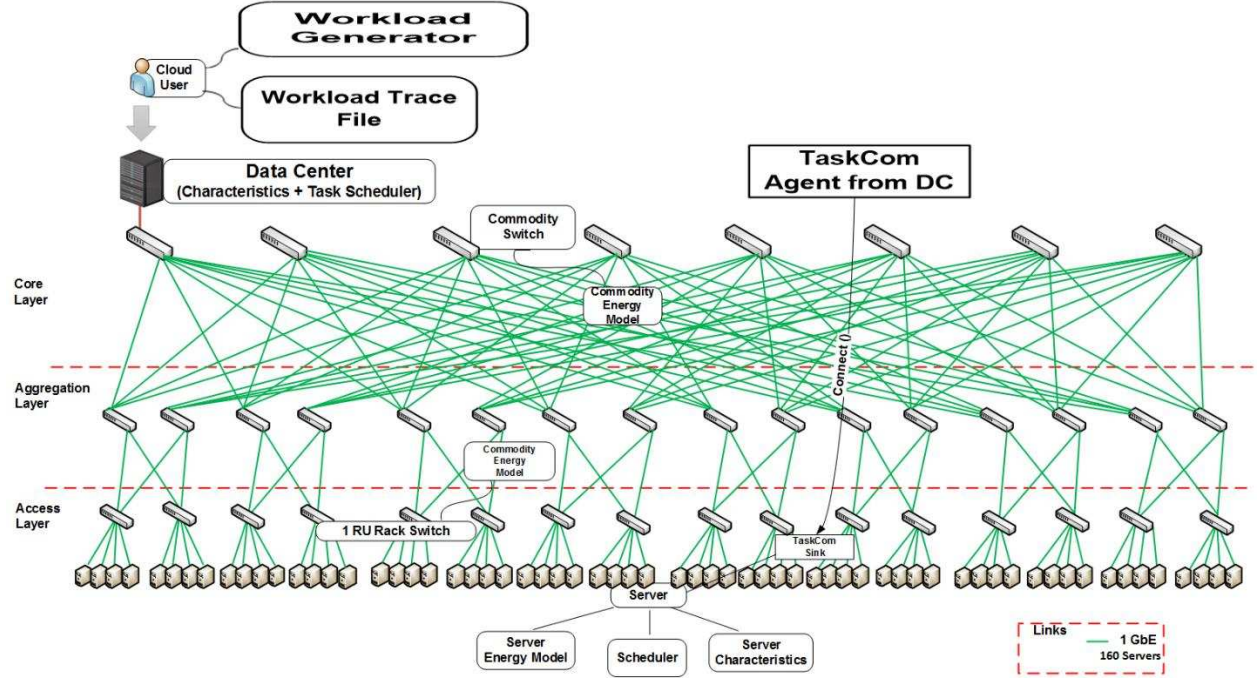 Workload
Generator
Cloud
User
Workload Trace
File
Data Center
(Characteristics + Task Scheduler)
TaskCom
Agent from DC
Commodity
Switch
Core
Layer
Commodity
Energy
Model
Connect ()
Aggregation
Layer
Commodity
Energy
Model
Access
Layer
1 RU Rack Switch
TaskCom
Sink
Server
Server
Energy Model
Scheduler
Server
Characteristics
Links
1 GbE
160 Servers